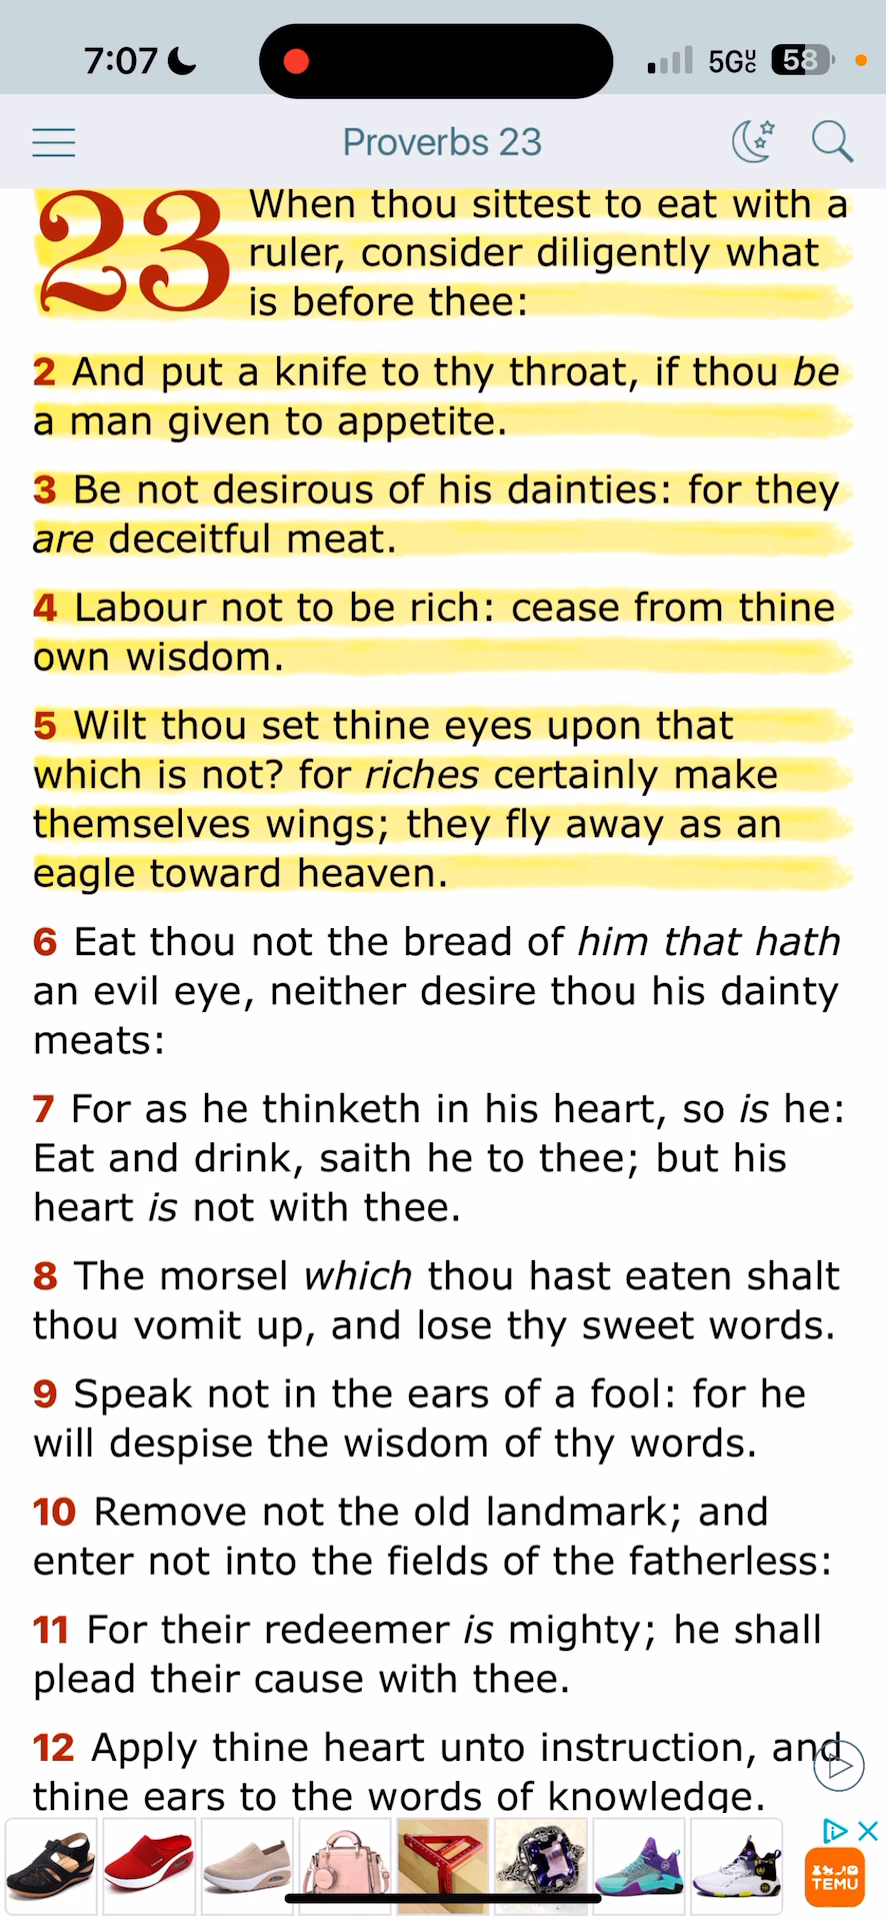 7:07
5G UC
58
Proverbs 23
23 When thou sittest to eat with a
ruler, consider diligently what
is before thee:
2 And put a knife to thy throat, if thou be
a man given to appetite.
3 Be not desirous of his dainties: for they
are deceitful meat.
4 Labour not to be rich: cease from thine
own wisdom.
5 Wilt thou set thine eyes upon that
which is not? for riches certainly make
themselves wings; they fly away as an
eagle toward heaven.
6 Eat thou not the bread of him that hath
an evil eye, neither desire thou his dainty
meats:
7 For as he thinketh in his heart, so is he:
Eat and drink, saith he to thee; but his
heart is not with thee.
8 The morsel which thou hast eaten shalt
thou vomit up, and lose thy sweet words.
9 Speak not in the ears of a fool: for he
will despise the wisdom of thy words.
10 Remove not the old landmark; and
enter not into the fields of the fatherless:
11 For their redeemer is mighty; he shall
plead their cause with thee.
12 Apply thine heart unto instruction, and
thine ears to the words of knowledge.
TEMU